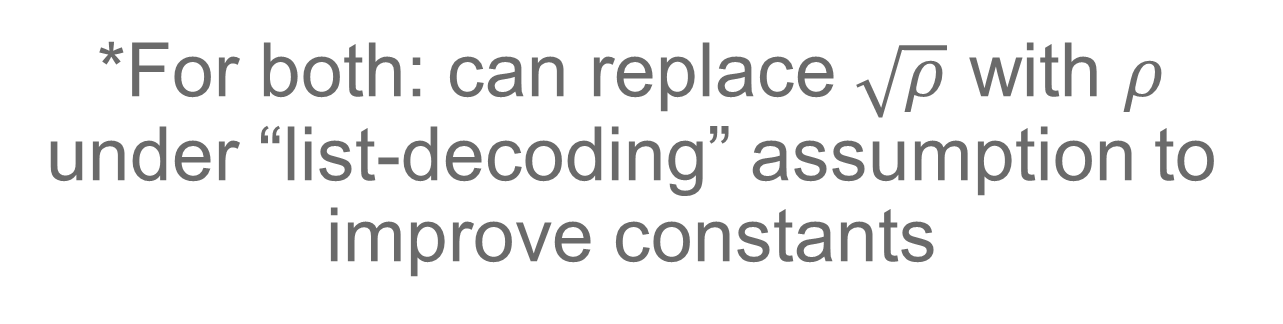 *For both: can replace √ρ with ρ
under “list-decoding” assumption to
improve constants